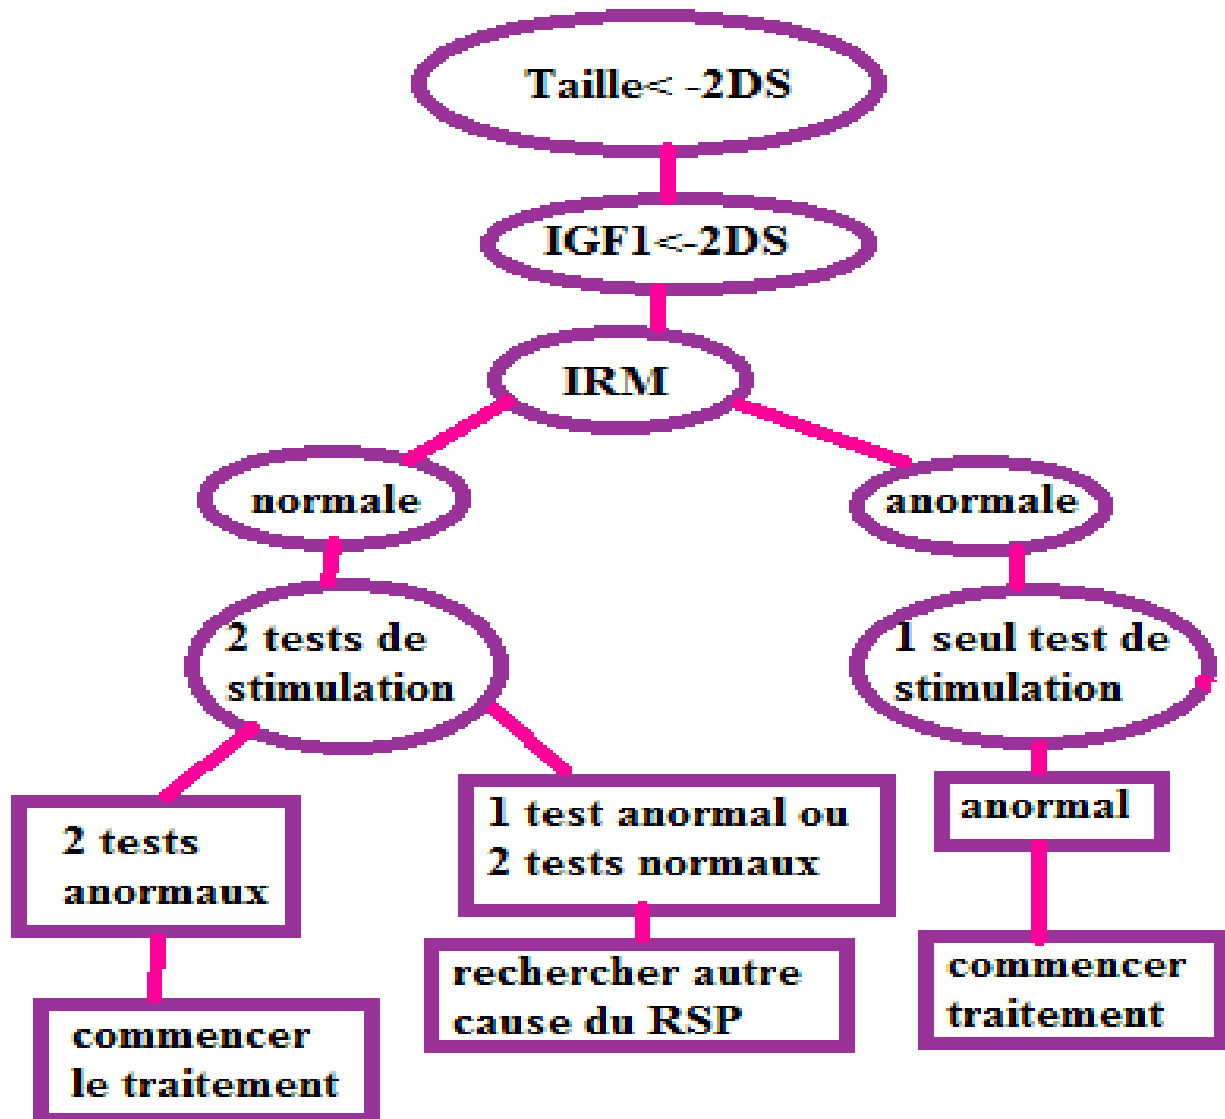 Taille< -2DS
IGF1<-2DS
IRM
normale
anormale
2 tests de
stimulation
1 seul test de
stimulation
2 tests
anormaux
1 test anormal ou
2 tests normaux
anormal
commencer
le traitement
rechercher autre
cause du RSP
commencer
traitement